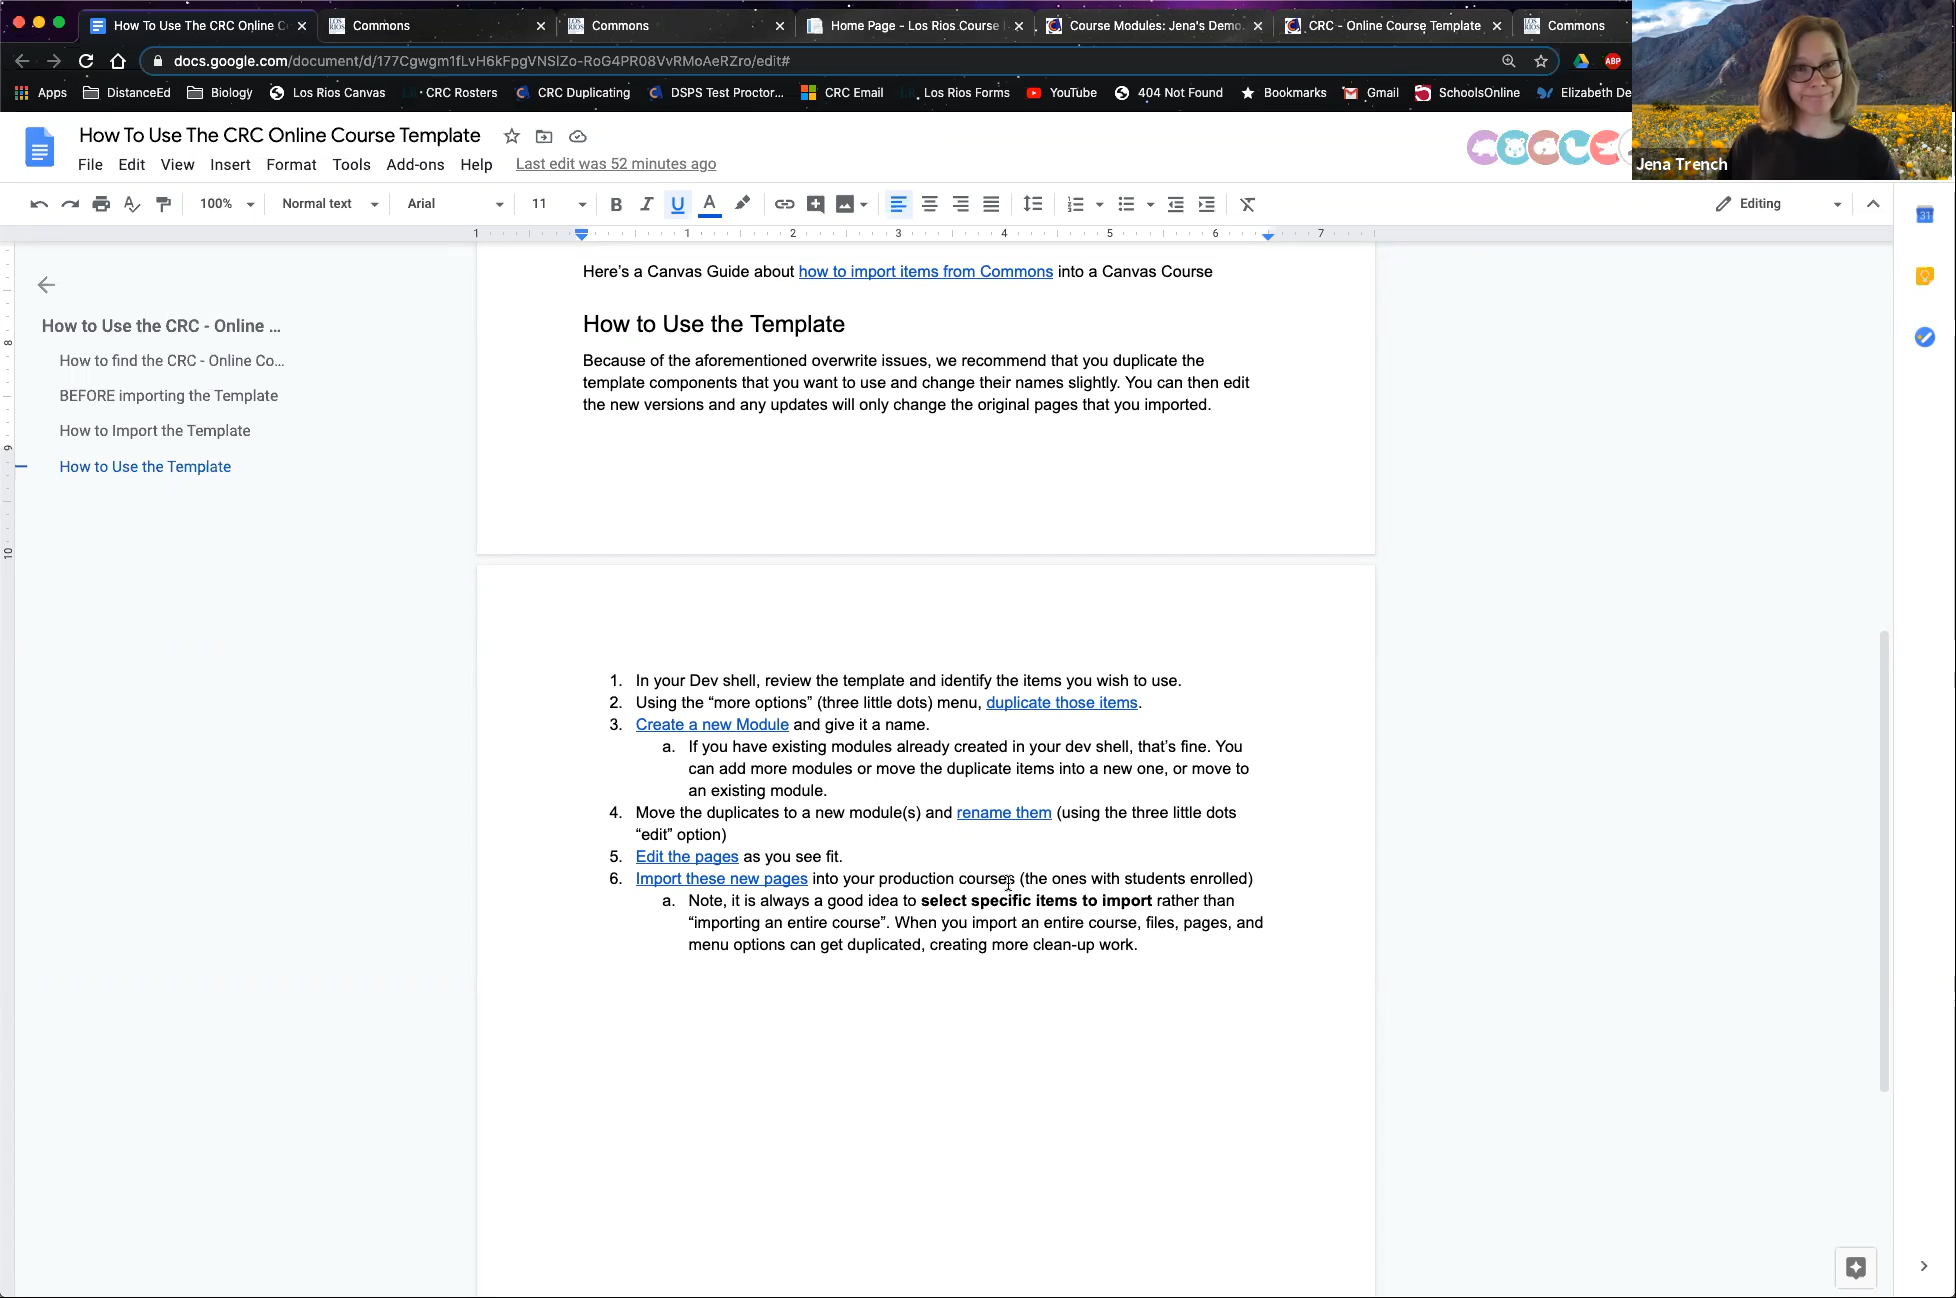 How To Use The CRC Online C
Commons
Commons
Home Page - Los Rios Course
Course Modules: Jena's Demo
CRC - Online Course Template
Commons
docs.google.com/document/d/177Cgwgm1fLvH6kFpgVNSlZo-RoG4PR08VvRMoAeRZro/edit#
ABP
Apps
DistanceEd
Biology
Los Rios Canvas
CRC Rosters
CRC Duplicating
DSPS Test Proctor...
CRC Email
Los Rios Forms
YouTube
404 Not Found
Bookmarks
Gmail
SchoolsOnline
Elizabeth De
How To Use The CRC Online Course Template
File Edit View Insert Format Tools Add-ons Help Last edit was 52 minutes ago
Jena Trench
100% Normal text Arial 11 B I U A Editing
31
1 1 2 3 4 5 6 7
8
9
10
How to Use the CRC - Online ...
How to find the CRC - Online Co...
BEFORE importing the Template
How to Import the Template
How to Use the Template
Here's a Canvas Guide about how to import items from Commons into a Canvas Course
How to Use the Template
Because of the aforementioned overwrite issues, we recommend that you duplicate the
template components that you want to use and change their names slightly. You can then edit
the new versions and any updates will only change the original pages that you imported.
1. In your Dev shell, review the template and identify the items you wish to use.
2. Using the “more options” (three little dots) menu, duplicate those items.
3. Create a new Module and give it a name.
a. If you have existing modules already created in your dev shell, that's fine. You
can add more modules or move the duplicate items into a new one, or move to
an existing module.
4. Move the duplicates to a new module(s) and rename them (using the three little dots
“edit” option)
5. Edit the pages as you see fit.
6. Import these new pages into your production courses (the ones with students enrolled)
a. Note, it is always a good idea to select specific items to import rather than
“importing an entire course”. When you import an entire course, files, pages, and
menu options can get duplicated, creating more clean-up work.